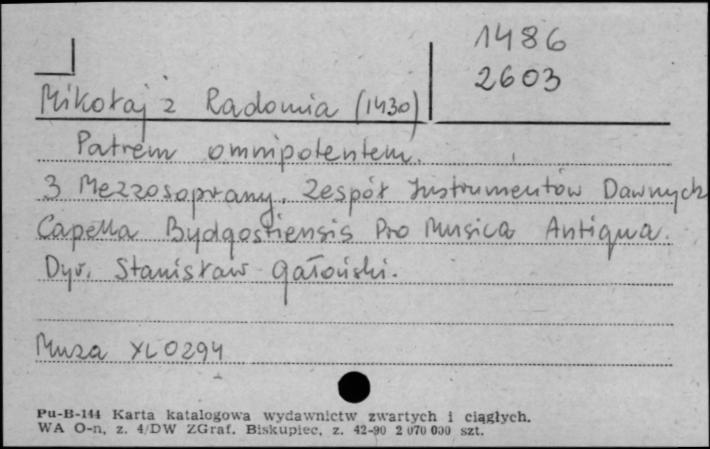 1486
2603
Mikołaj z Radomia (1430)
Patrem omnipotentem.
3 Mezzosoprany. Zespół Instrumentów Dawnych
Capella Bydgostiensis Pro Musica Antiqua.
Dyr. Stanisław Gałoński.
Muza XL 0294
Pu-B-144 Karta katalogowa wydawnictw zwartych i ciągłych.
WA O-n, z. 4/DW ZGraf. Biskupiec, z. 42-90 2 070 000 szt.